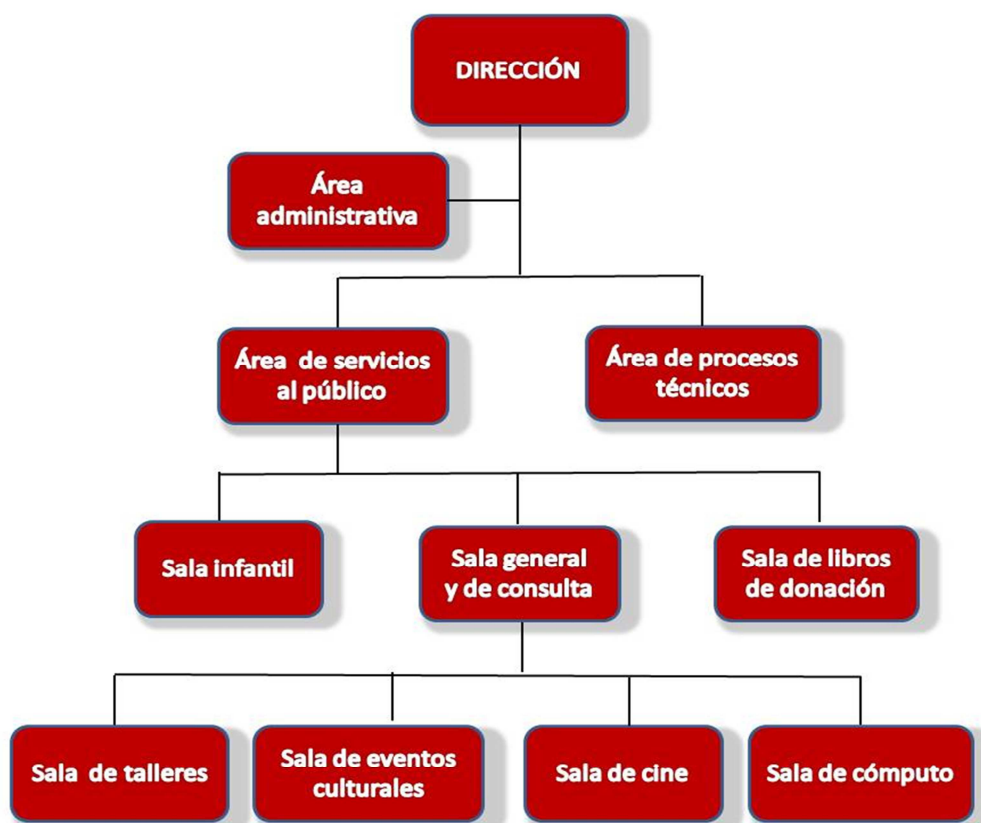 DIRECCIÓN
Área
administrativa
Área de servicios
al público
Área de procesos
técnicos
Sala infantil
Sala general
y de consulta
Sala de libros
de donación
Sala de talleres
Sala de eventos
culturales
Sala de cine
Sala de cómputo